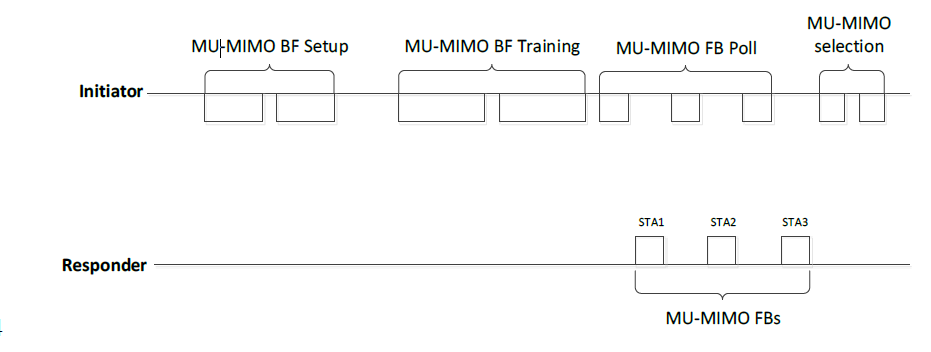 MU-MIMO BF Setup
MU-MIMO BF Training
MU-MIMO FB Poll
MU-MIMO
selection
Initiator
STA1
STA2
STA3
Responder
MU-MIMO FBs